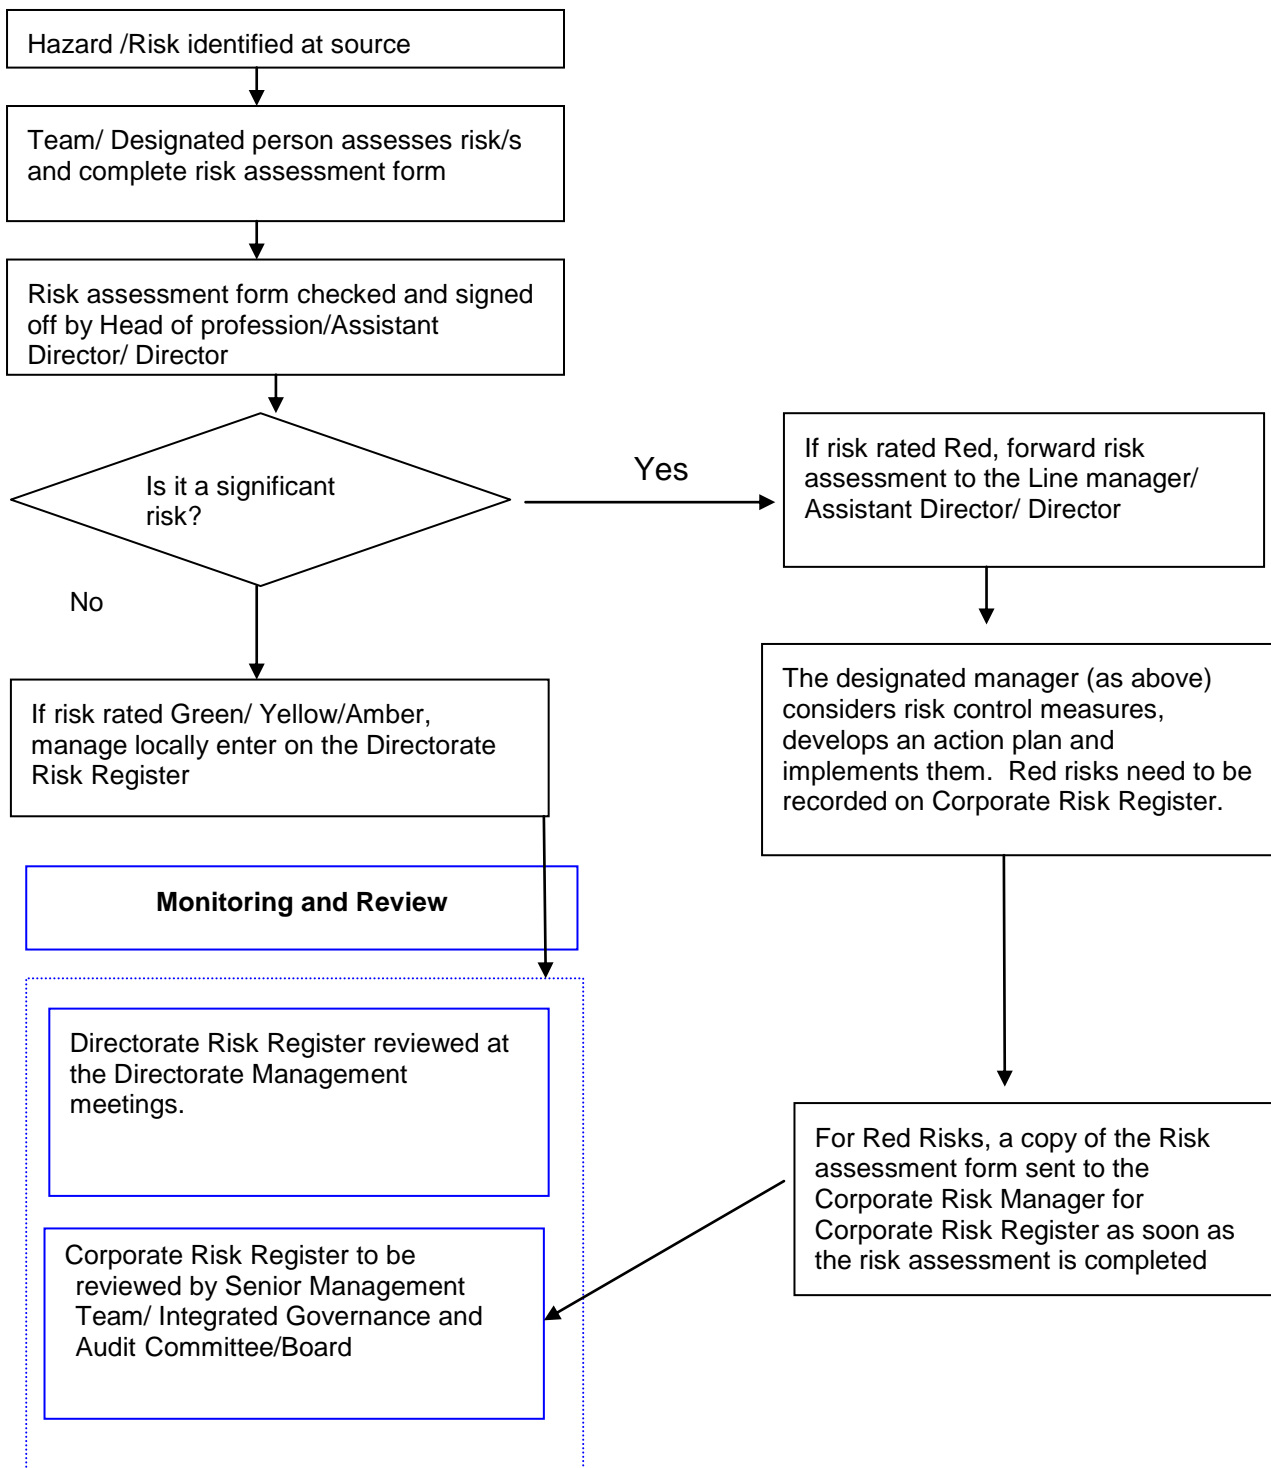 Hazard /Risk identified at source
Team/ Designated person assesses risk/s
and complete risk assessment form
Risk assessment form checked and signed
off by Head of profession/Assistant
Director/ Director
Is it a significant
risk?
Yes
If risk rated Red, forward risk
assessment to the Line manager/
Assistant Director/ Director
No
The designated manager (as above)
considers risk control measures,
develops an action plan and
implements them.  Red risks need to be
recorded on Corporate Risk Register.
If risk rated Green/ Yellow/Amber,
manage locally enter on the Directorate
Risk Register
Monitoring and Review
Directorate Risk Register reviewed at
the Directorate Management
meetings.
For Red Risks, a copy of the Risk
assessment form sent to the
Corporate Risk Manager for
Corporate Risk Register as soon as
the risk assessment is completed
Corporate Risk Register to be
reviewed by Senior Management
Team/ Integrated Governance and
Audit Committee/Board